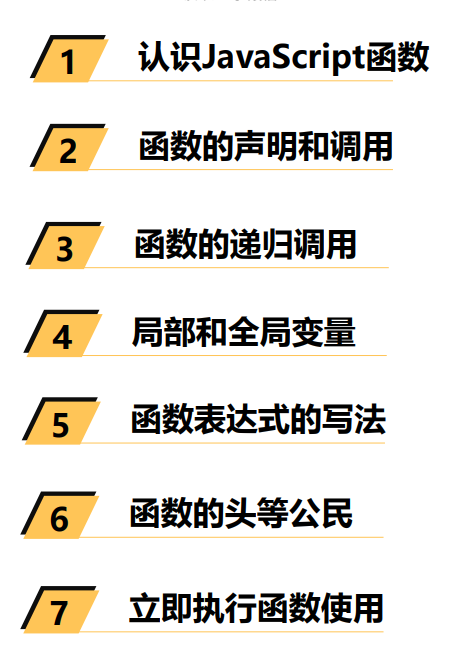 1 认识JavaScript函数
2 函数的声明和调用
3 函数的递归调用
4 局部和全局变量
5 函数表达式的写法
6 函数的头等公民
7 立即执行函数使用